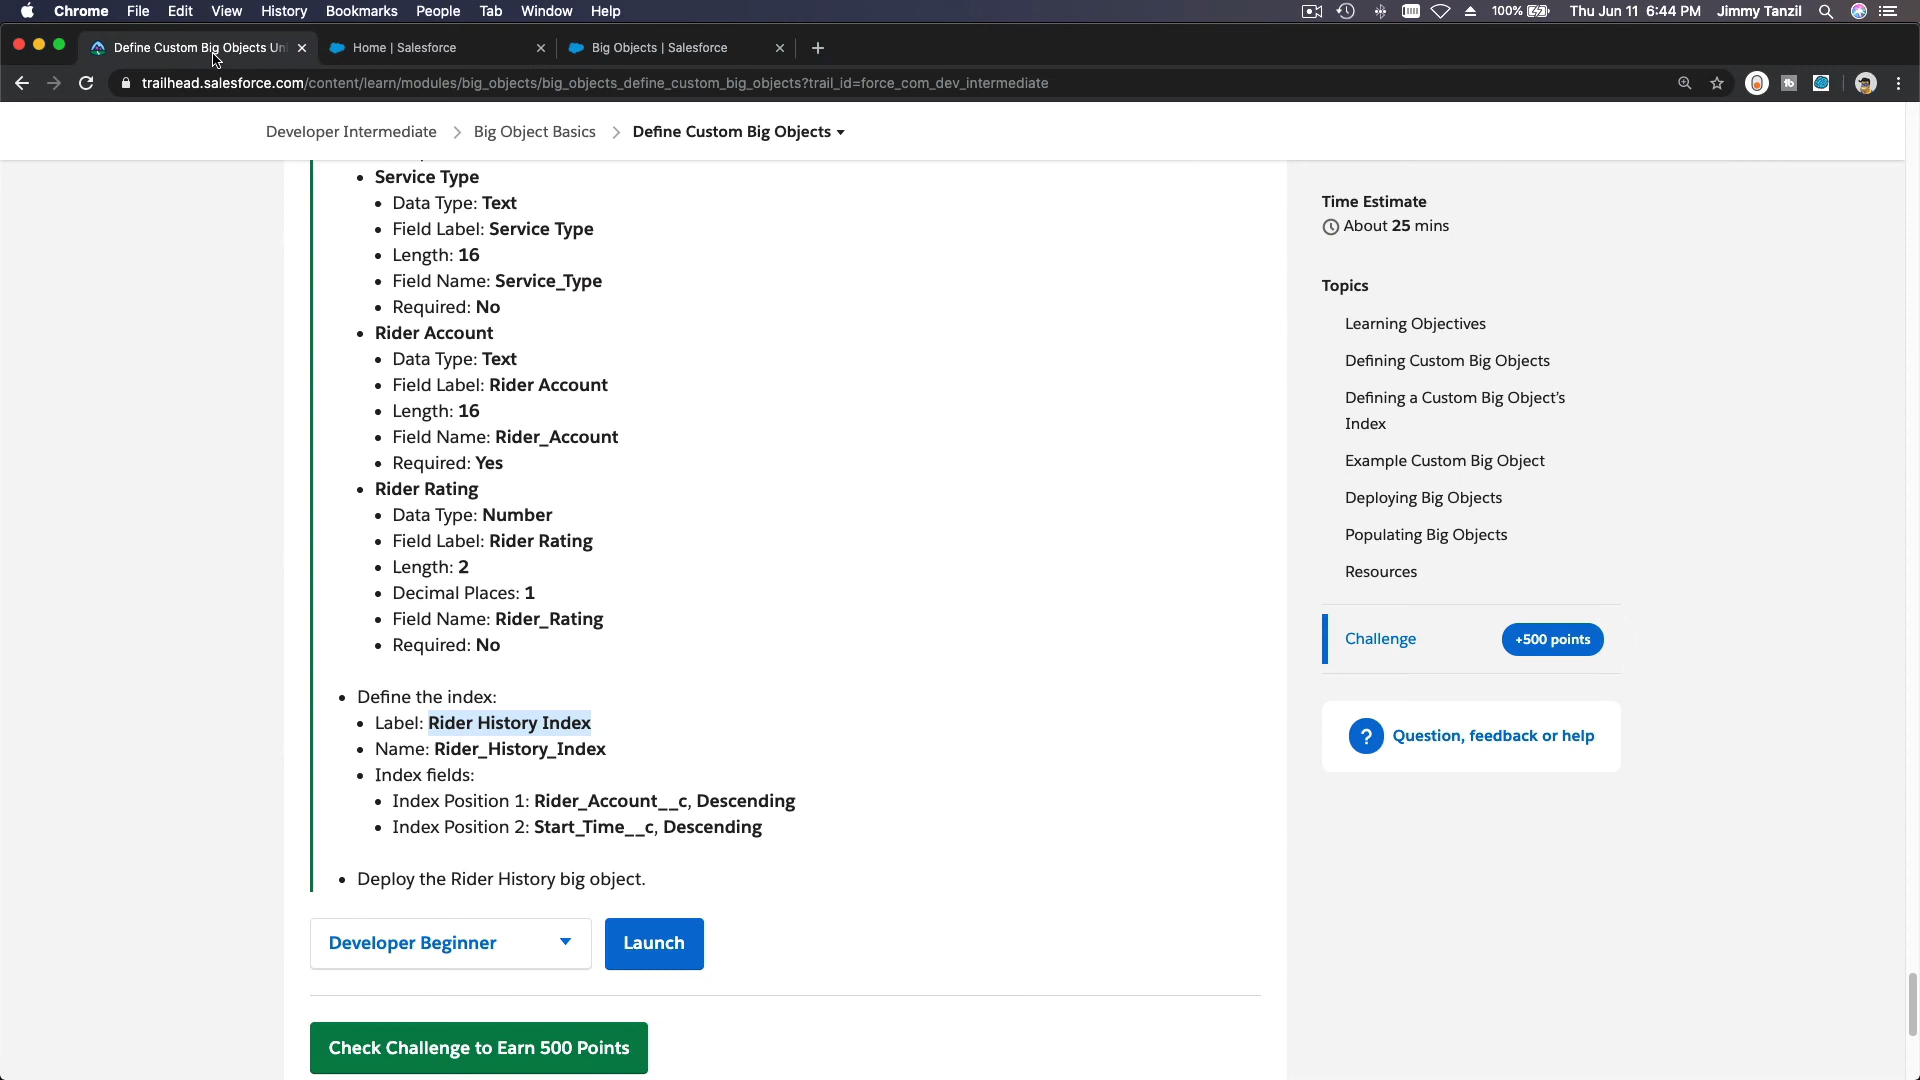 Chrome File Edit View History Bookmarks People Tab Window Help 100% Thu Jun 11 6:44 PM Jimmy Tanzil
Define Custom Big Objects Uni Home | Salesforce Big Objects | Salesforce
trailhead.salesforce.com/content/learn/modules/big_objects/big_objects_define_custom_big_objects?trail_id=force_com_dev_intermediate
Developer Intermediate Big Object Basics Define Custom Big Objects
Service Type
Data Type: Text
Field Label: Service Type
Length: 16
Field Name: Service_Type
Required: No
Rider Account
Data Type: Text
Field Label: Rider Account
Length: 16
Field Name: Rider_Account
Required: Yes
Rider Rating
Data Type: Number
Field Label: Rider Rating
Length: 2
Decimal Places: 1
Field Name: Rider_Rating
Required: No
Define the index:
Label: Rider History Index
Name: Rider_History_Index
Index fields:
Index Position 1: Rider_Account__c, Descending
Index Position 2: Start_Time__c, Descending
Deploy the Rider History big object.
Developer Beginner Launch
Check Challenge to Earn 500 Points
Time Estimate
About 25 mins
Topics
Learning Objectives
Defining Custom Big Objects
Defining a Custom Big Object's
Index
Example Custom Big Object
Deploying Big Objects
Populating Big Objects
Resources
Challenge +500 points
? Question, feedback or help